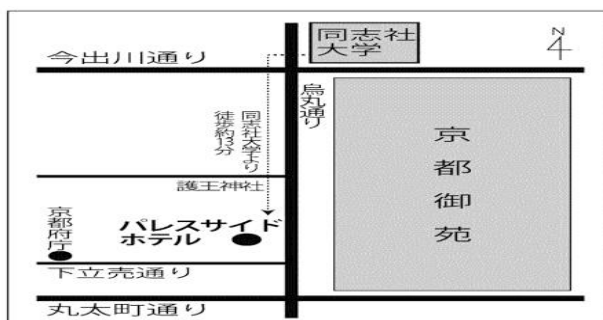 同志社
大学
N
今出川通り
烏丸通り
同志社大学より
徒歩約13分
京都御苑
護王神社
京都府庁
パレスサイド
ホテル
下立売通り
丸太町通り